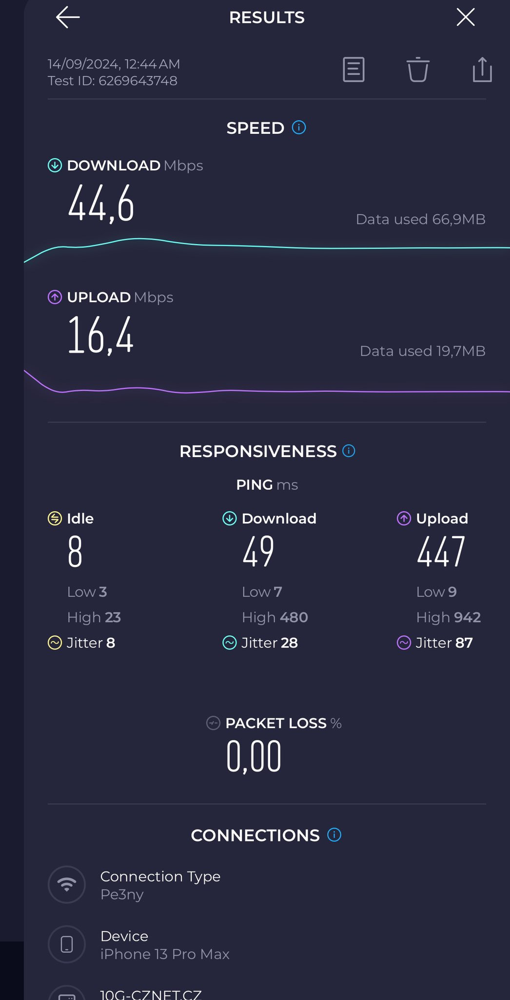 RESULTS
14/09/2024, 12:44 AM
Test ID: 6269643748
SPEED
DOWNLOAD Mbps
44,6
Data used 66,9MB
UPLOAD Mbps
16,4
Data used 19,7MB
RESPONSIVENESS
PING ms
Idle Download Upload
8 49 447
Low 3 Low 7 Low 9
High 23 High 480 High 942
Jitter 8 Jitter 28 Jitter 87
PACKET LOSS %
0,00
CONNECTIONS
Connection Type
Pe3ny
Device
iPhone 13 Pro Max
10G-CZNET.CZ